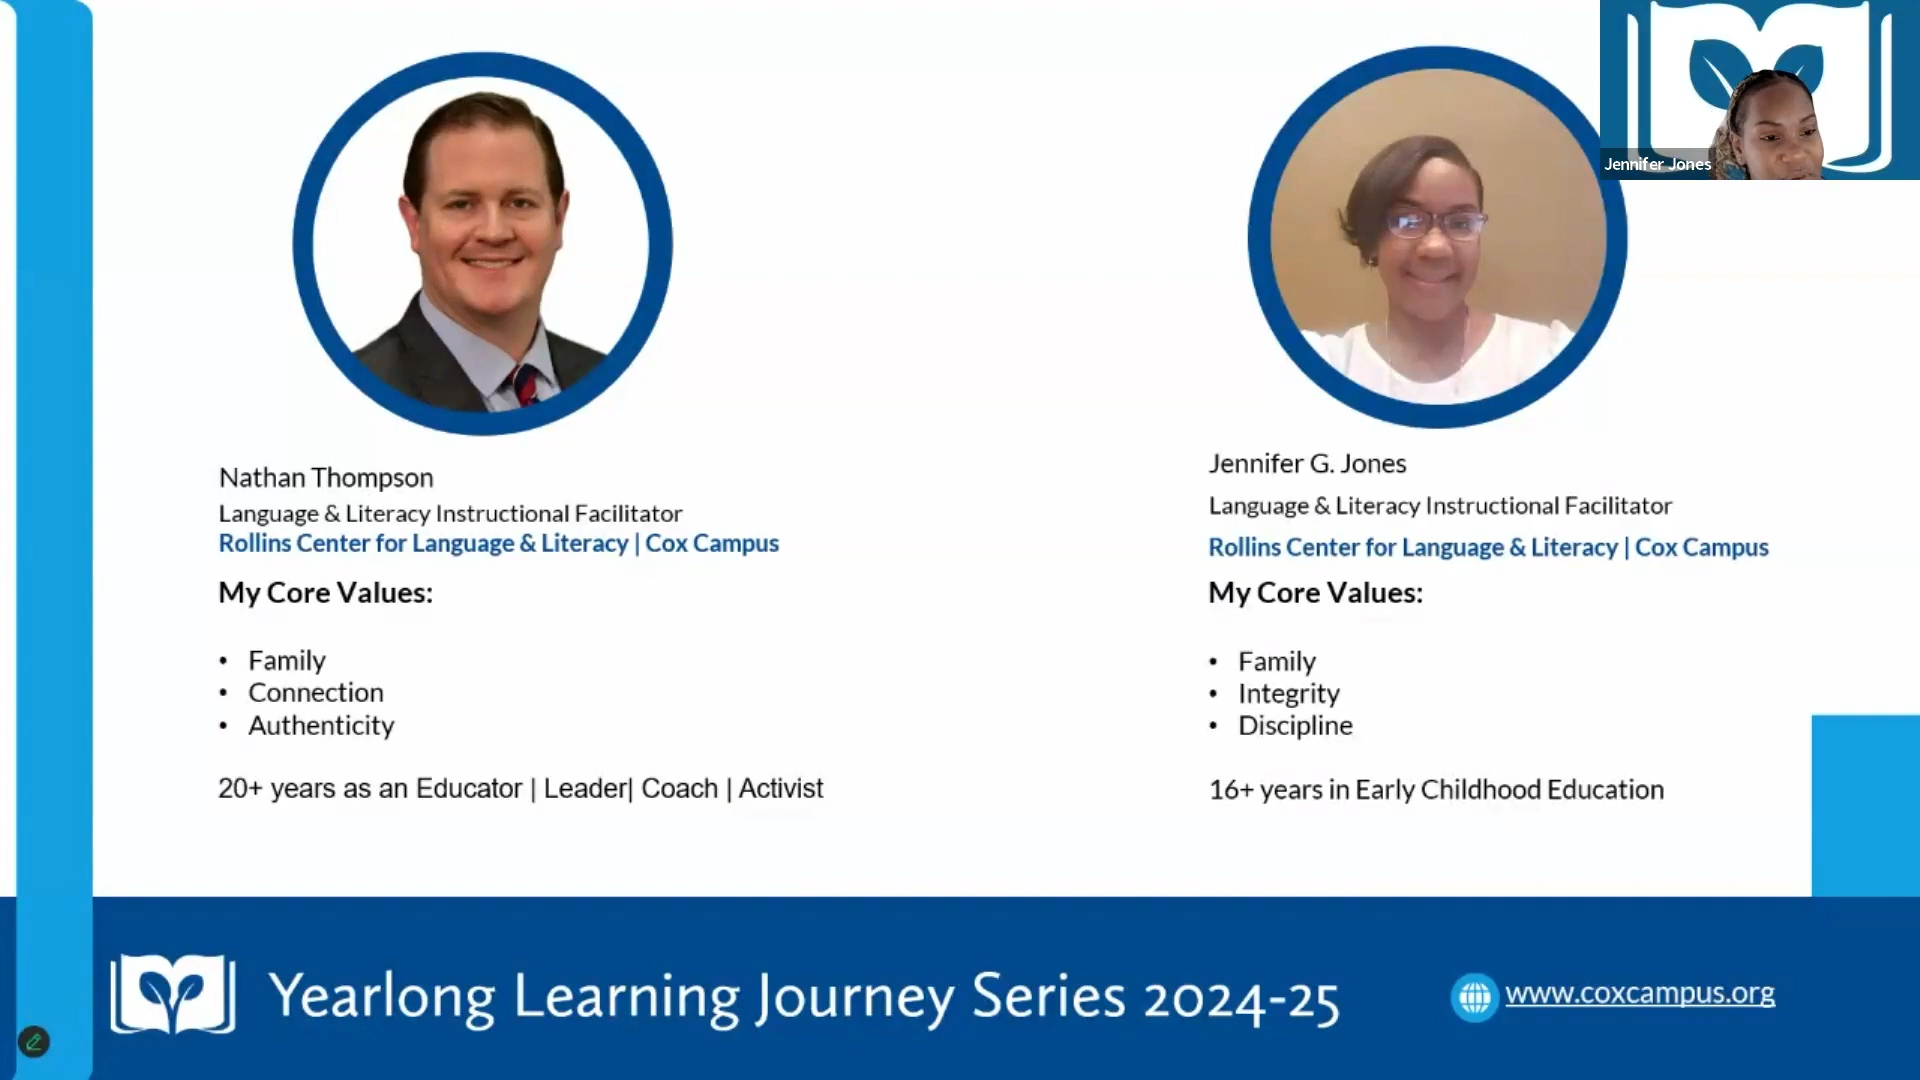 Jennifer Jones
Nathan Thompson
Language & Literacy Instructional Facilitator
Rollins Center for Language & Literacy | Cox Campus
My Core Values:
• Family
• Connection
• Authenticity
20+ years as an Educator | Leader| Coach | Activist
Jennifer G. Jones
Language & Literacy Instructional Facilitator
Rollins Center for Language & Literacy | Cox Campus
My Core Values:
• Family
• Integrity
• Discipline
16+ years in Early Childhood Education
Yearlong Learning Journey Series 2024-25
www.coxcampus.org